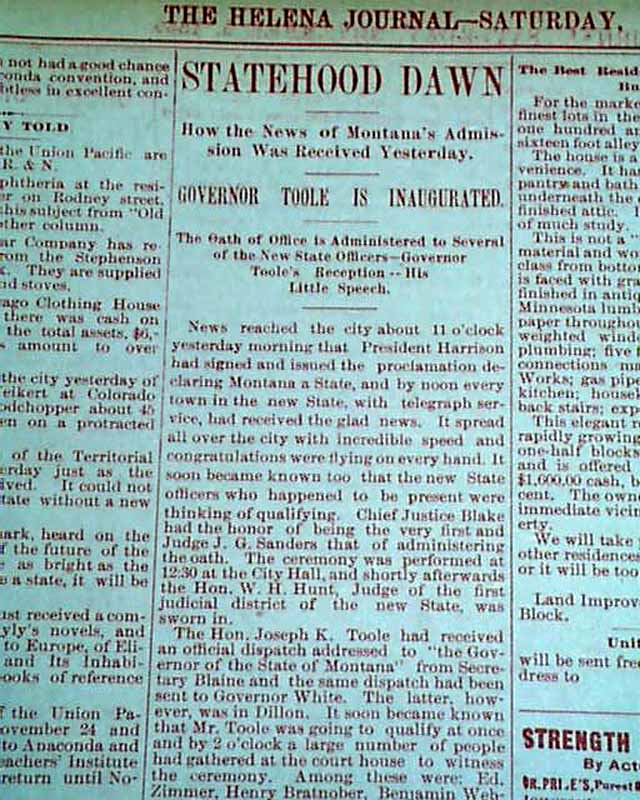 THE HELENA JOURNAL—SATURDAY,
not had a good chance
conda convention, and
btless in excellent con-
Y TOLD
the Union Pacific are
R. & N.
phtheria at the resi-
er on Rodney street,
this subject from "Old
other column.
ar Company has re-
from the Stephenson
k. They are supplied
nd stoves.
ago Clothing House
there was cash on
the total assets, $6,-
s amount to over
the city yesterday of
eikert at Colorado
odchopper about 45
en on a protracted
of the Territorial
erday just as the
ived. It could not
tate without a new
ark, heard on the
f the future of the
e as bright as the
e a state, it will be
ust received a com-
yly's novels, and
to Europe, of Eli-
and Its Inhabi-
ooks of reference
f the Union Pa-
ovember 24 and
to Anaconda and
eachers' Institute
return until No-
STATEHOOD DAWN
How the News of Montana's Admis-
sion Was Received Yesterday.
GOVERNOR TOOLE IS INAUGURATED.
The Oath of Office is Administered to Several
of the New State Officers—Governor
Toole's Reception--His
Little Speech.
News reached the city about 11 o'clock
yesterday morning that President Harrison
had signed and issued the proclamation de-
claring Montana a State, and by noon every
town in the new State, with telegraph ser-
vice, had received the glad news. It spread
all over the city with incredible speed and
congratulations were flying on every hand. It
soon became known too that the new State
officers who happened to be present were
thinking of qualifying. Chief Justice Blake
had the honor of being the very first and
Judge J. G. Sanders that of administering
the oath. The ceremony was performed at
12:30 at the City Hall, and shortly afterwards
the Hon. W. H. Hunt, Judge of the first
judicial district of the new State, was
sworn in.
The Hon. Joseph K. Toole had received
an official dispatch addressed to "the Gov-
ernor of the State of Montana" from Secre-
tary Blaine and the same dispatch had been
sent to Governor White. The latter, how-
ever, was in Dillon. It soon became known
that Mr. Toole was going to qualify at once
and by 2 o'clock a large number of people
had gathered at the court house to witness
the ceremony. Among these were: Ed.
Zimmer, Henry Bratnober, Benjamin Web-
The Best Resid
Bu
For the marke
finest lots in the
one hundred an
sixteen foot alley
The house is a
venience. It has
pantry and bath
underneath the
finished attic.
of much study.
This is not a "
material and wo
class from botto
is faced with gra
finished in antiq
Minnesota lumb
paper throughou
weighted windo
plumbing; five
connections ma
Works; gas pipe
kitchen; house
back stairs; exp
This elegant re
rapidly growing
one-half blocks
and is offered
$1,600.00 cash, b
cent. The owne
immediate vicin
erty.
We will take
other residences
or it will be too
Land Improv
Block.
Unit
will be sent fre
dress to
STRENGTH
By Act
DR. PRICE'S, Purest